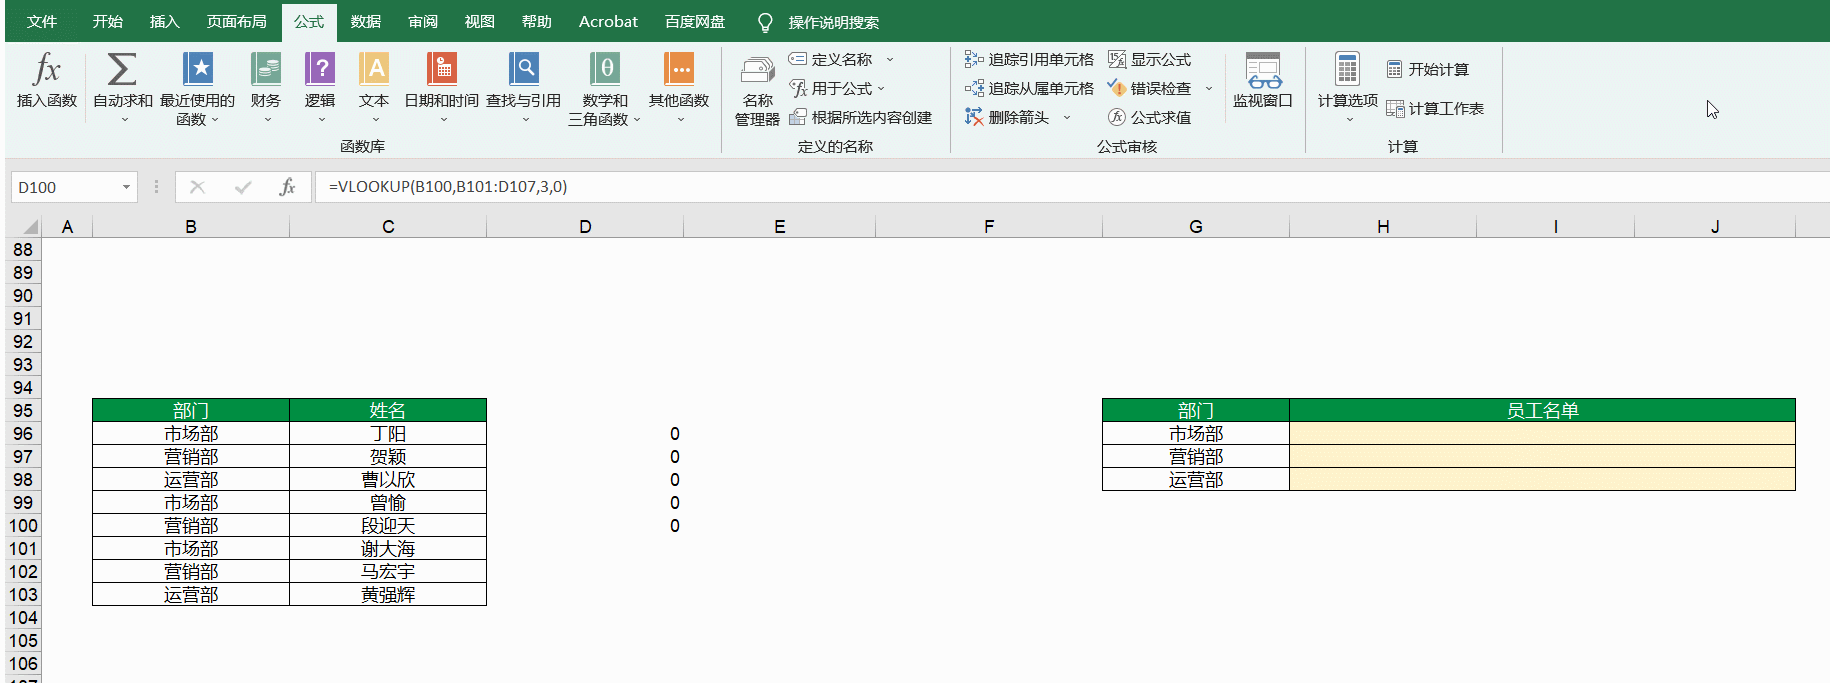 文件 开始 插入 页面布局 公式 数据 审阅 视图 帮助 Acrobat 百度网盘 操作说明搜索
fx Σ ? A θ
插入函数 自动求和 最近使用的函数 财务 逻辑 文本 日期和时间 查找与引用 数学和三角函数 其他函数
函数库
名称管理器 定义名称 用于公式 根据所选内容创建
定义的名称
追踪引用单元格 显示公式
追踪从属单元格 错误检查
删除箭头 公式求值
公式审核
监视窗口
计算选项 开始计算 计算工作表
计算
D100 fx =VLOOKUP(B100,B101:D107,3,0)
A B C D E F G H I J
88
89
90
91
92
93
94
95 部门 姓名 部门 员工名单
96 市场部 丁阳 0 市场部
97 营销部 贺颖 0 营销部
98 运营部 曹以欣 0 运营部
99 市场部 曾愉 0
100 营销部 段迎天 0
101 市场部 谢大海
102 营销部 马宏宇
103 运营部 黄强辉
104
105
106